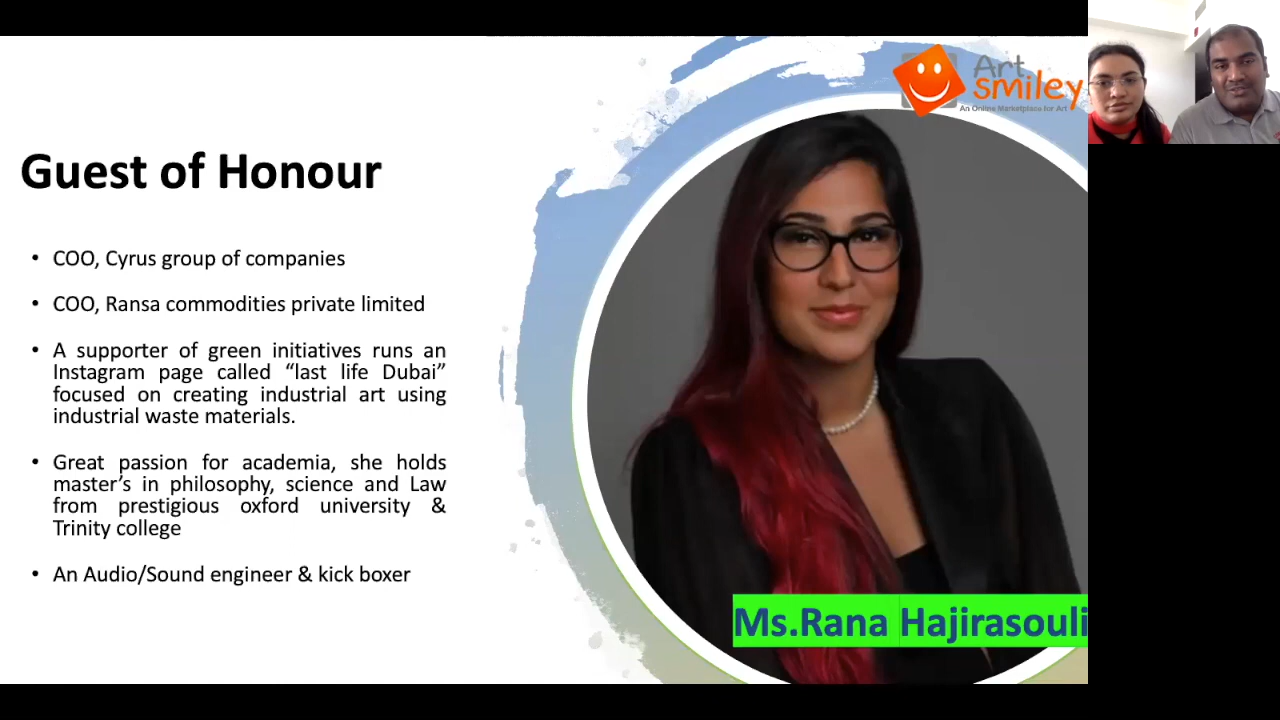 Art
smiley
An Online Marketplace for Art
Guest of Honour
• COO, Cyrus group of companies
• COO, Ransa commodities private limited
• A supporter of green initiatives runs an
Instagram page called “last life Dubai”
focused on creating industrial art using
industrial waste materials.
• Great passion for academia, she holds
master’s in philosophy, science and Law
from prestigious oxford university &
Trinity college
• An Audio/Sound engineer & kick boxer
Ms.Rana Hajirasouli